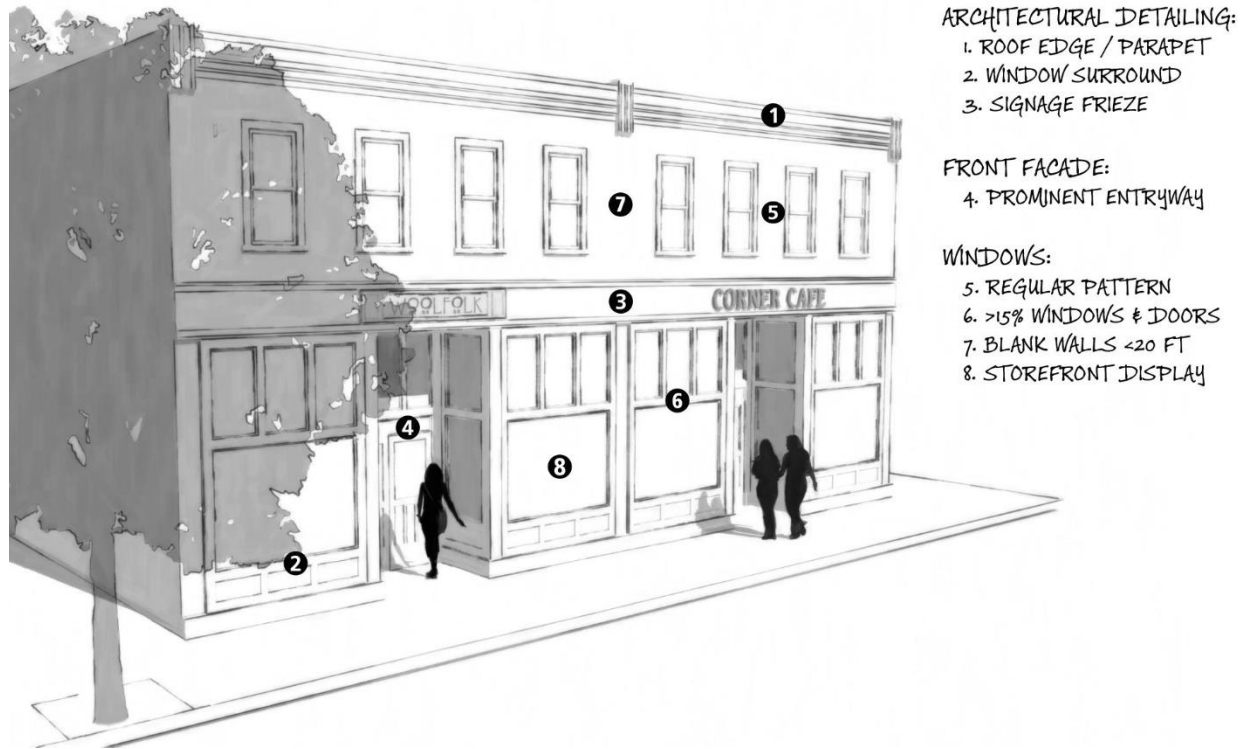 ARCHITECTURAL DETAILING:
1. ROOF EDGE / PARAPET
2. WINDOW SURROUND
3. SIGNAGE FRIEZE
FRONT FACADE:
4. PROMINENT ENTRYWAY
WINDOWS:
5. REGULAR PATTERN
6. >15% WINDOWS & DOORS
7. BLANK WALLS <20 FT
8. STOREFRONT DISPLAY
1
7
5
3
WOOLFOLK
CORNER CAFE
6
4
8
2